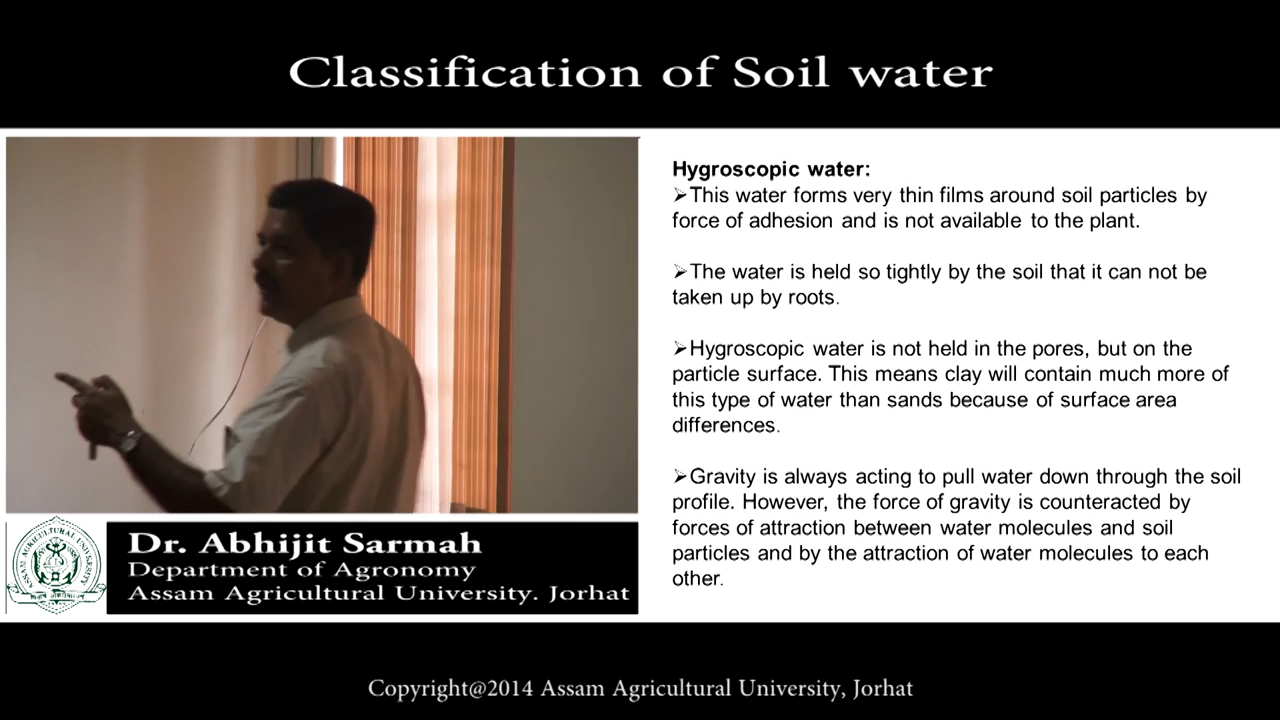 Classification of Soil water
Hygroscopic water:
➢This water forms very thin films around soil particles by
force of adhesion and is not available to the plant.
➢The water is held so tightly by the soil that it can not be
taken up by roots.
➢Hygroscopic water is not held in the pores, but on the
particle surface. This means clay will contain much more of
this type of water than sands because of surface area
differences.
➢Gravity is always acting to pull water down through the soil
profile. However, the force of gravity is counteracted by
forces of attraction between water molecules and soil
particles and by the attraction of water molecules to each
other.
ASSAM AGRICULTURAL UNIVERSITY
Dr. Abhijit Sarmah
Department of Agronomy
Assam Agricultural University. Jorhat
Copyright@2014 Assam Agricultural University, Jorhat